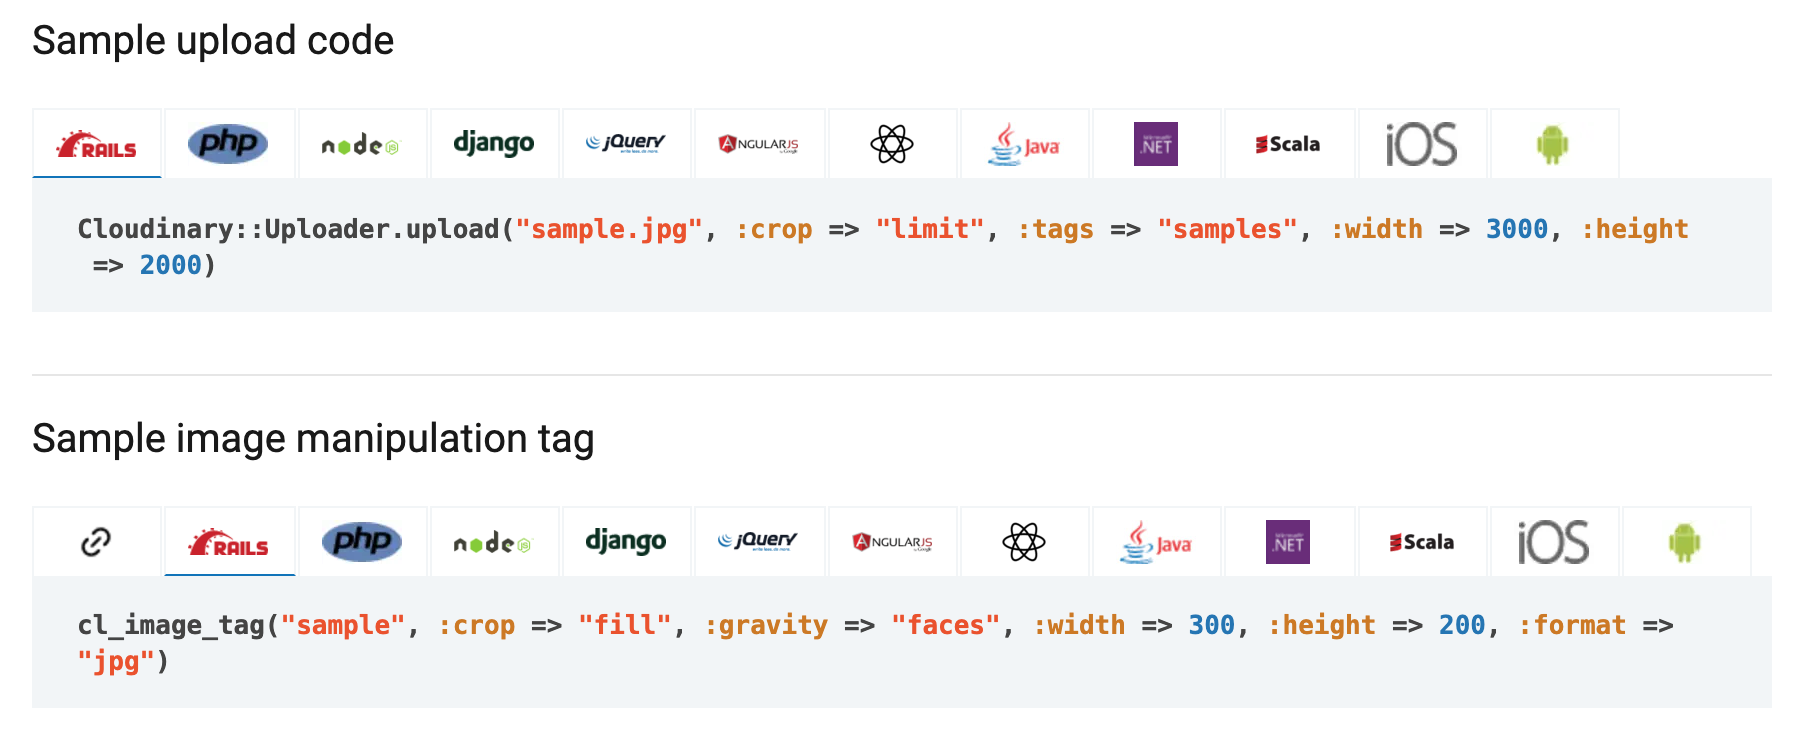 Sample upload code
RAILS php node JS django jQuery ANGULARJS Java .NET Scala iOS
Cloudinary::Uploader.upload("sample.jpg", :crop => "limit", :tags => "samples", :width => 3000, :height
=> 2000)
Sample image manipulation tag
RAILS php node JS django jQuery ANGULARJS Java .NET Scala iOS
cl_image_tag("sample", :crop => "fill", :gravity => "faces", :width => 300, :height => 200, :format =>
"jpg")